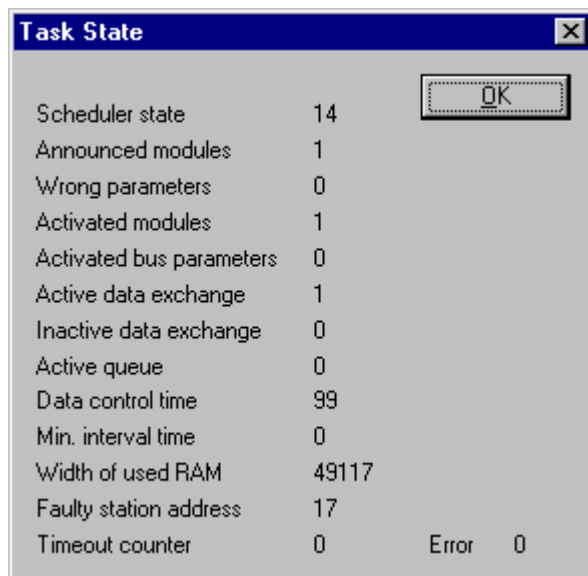 Task State
OK
Scheduler state 14
Announced modules 1
Wrong parameters 0
Activated modules 1
Activated bus parameters 0
Active data exchange 1
Inactive data exchange 0
Active queue 0
Data control time 99
Min. interval time 0
Width of used RAM 49117
Faulty station address 17
Timeout counter 0 Error 0